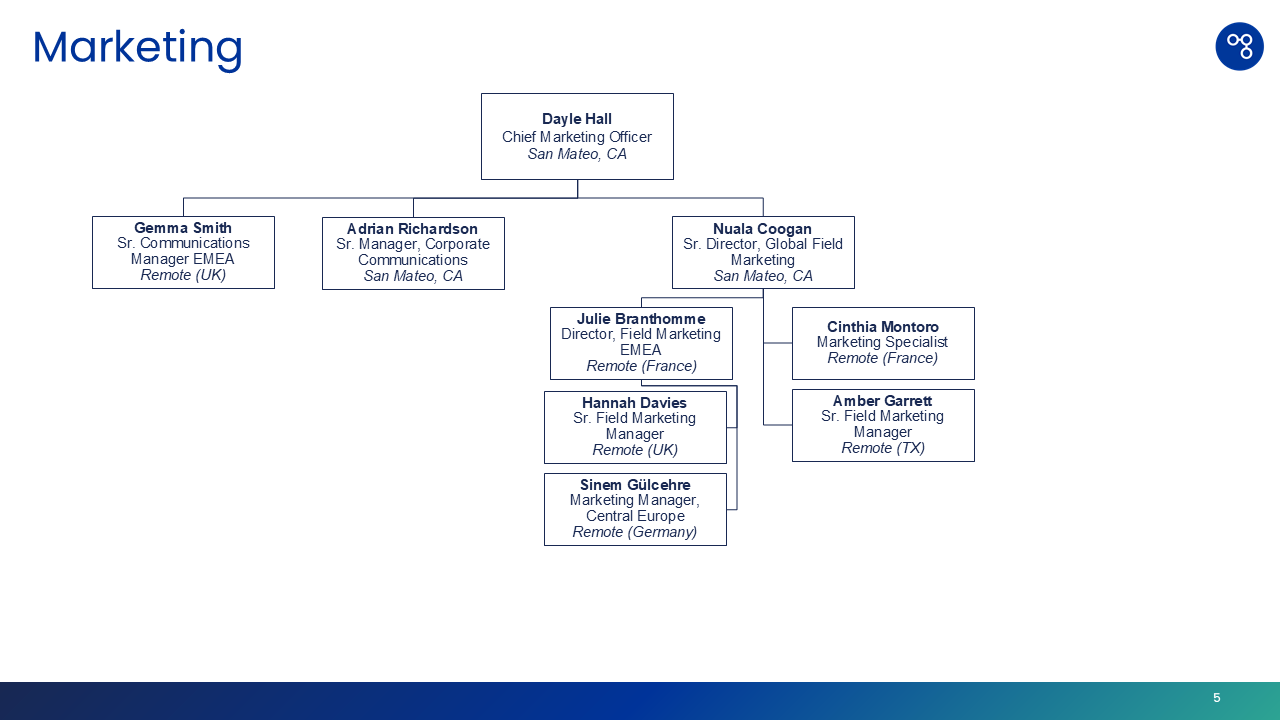 Marketing
Dayle Hall
Chief Marketing Officer
San Mateo, CA
Gemma Smith
Sr. Communications
Manager EMEA
Remote (UK)
Adrian Richardson
Sr. Manager, Corporate
Communications
San Mateo, CA
Nuala Coogan
Sr. Director, Global Field
Marketing
San Mateo, CA
Julie Branthomme
Director, Field Marketing
EMEA
Remote (France)
Cinthia Montoro
Marketing Specialist
Remote (France)
Hannah Davies
Sr. Field Marketing
Manager
Remote (UK)
Amber Garrett
Sr. Field Marketing
Manager
Remote (TX)
Sinem Gülcehre
Marketing Manager,
Central Europe
Remote (Germany)
5